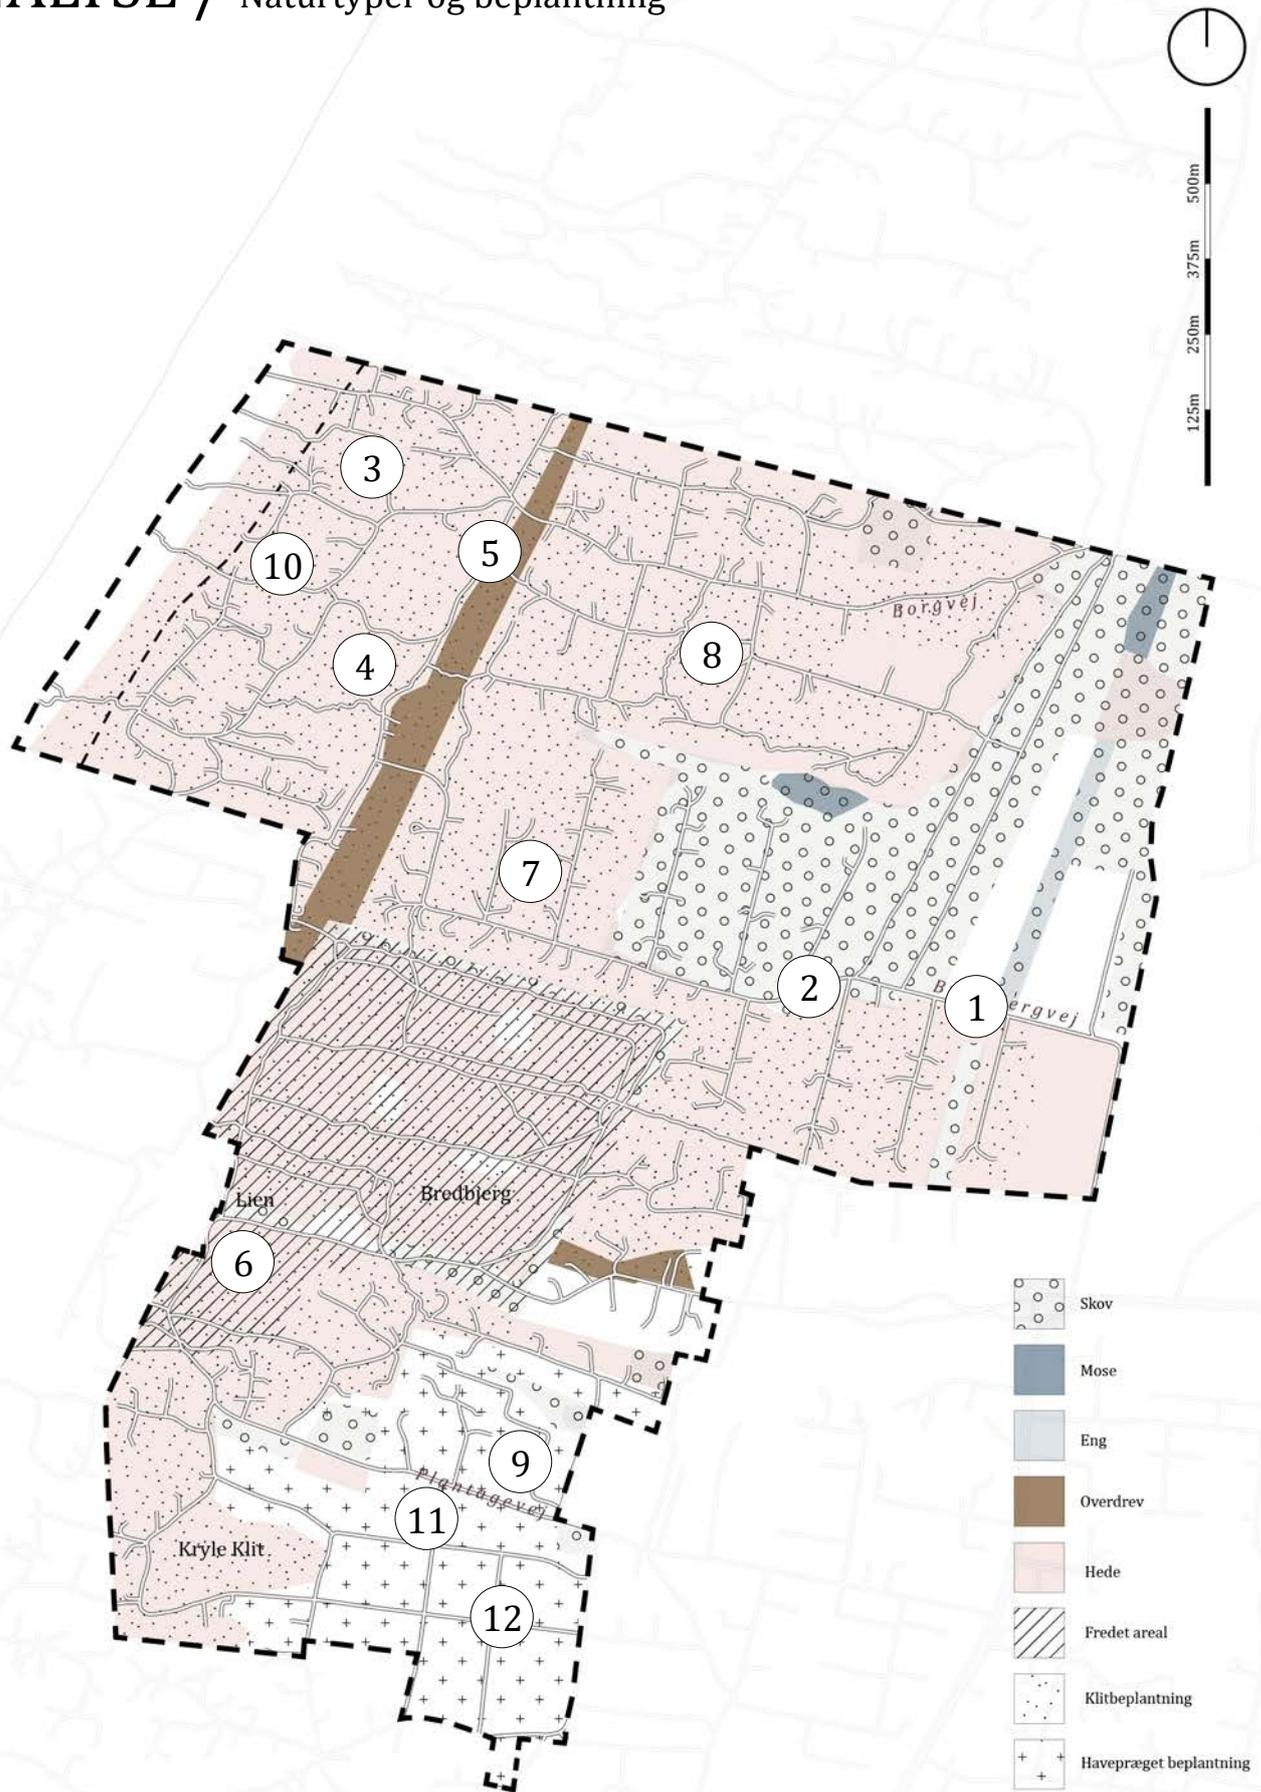 Naturtyper og beplantning
500m
375m
250m
125m
3
5
10
Borgvej
8
4
7
2
1
ergvej
Lien
Bredbjerg
6
9
Plantagevej
11
Kryle Klit
12
Skov
Mose
Eng
Overdrev
Hede
Fredet areal
Klitbeplantning
Havepræget beplantning